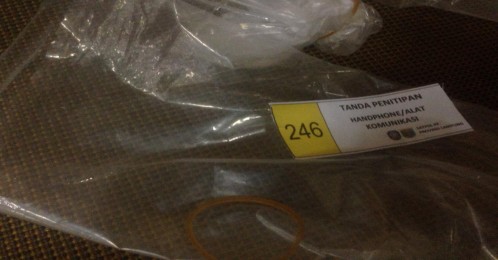 246
TANDA PENITIPAN
HANDPHONE/ALAT
KOMUNIKASI